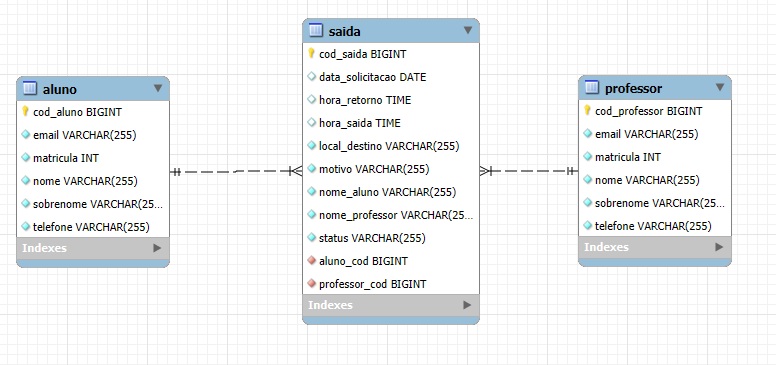 aluno
cod_aluno BIGINT
email VARCHAR(255)
matricula INT
nome VARCHAR(255)
sobrenome VARCHAR(25...
telefone VARCHAR(255)
Indexes
saida
cod_saida BIGINT
data_solicitacao DATE
hora_retorno TIME
hora_saida TIME
local_destino VARCHAR(255)
motivo VARCHAR(255)
nome_aluno VARCHAR(255)
nome_professor VARCHAR(25...
status VARCHAR(255)
aluno_cod BIGINT
professor_cod BIGINT
Indexes
professor
cod_professor BIGINT
email VARCHAR(255)
matricula INT
nome VARCHAR(255)
sobrenome VARCHAR(25...
telefone VARCHAR(255)
Indexes